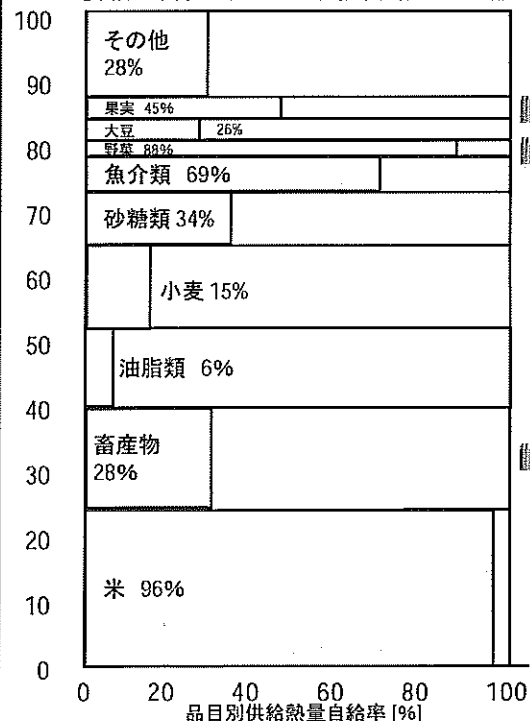 100
90
80
70
60
50
40
30
20
10
0
その他
28%
果実 45%
大豆 26%
野菜 88%
魚介類 69%
砂糖類 34%
小麦 15%
油脂類 6%
畜産物
28%
米 96%
0 20 40 60 80 100
品目別供給熱量自給率 [%]